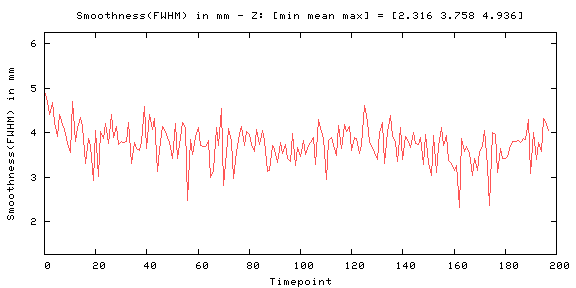 Smoothness(FWHM) in mm - Z: [min mean max] = [2.316 3.758 4.936]
6
5
4
3
2
Smoothness(FWHM) in mm
0 20 40 60 80 100 120 140 160 180 200
Timepoint